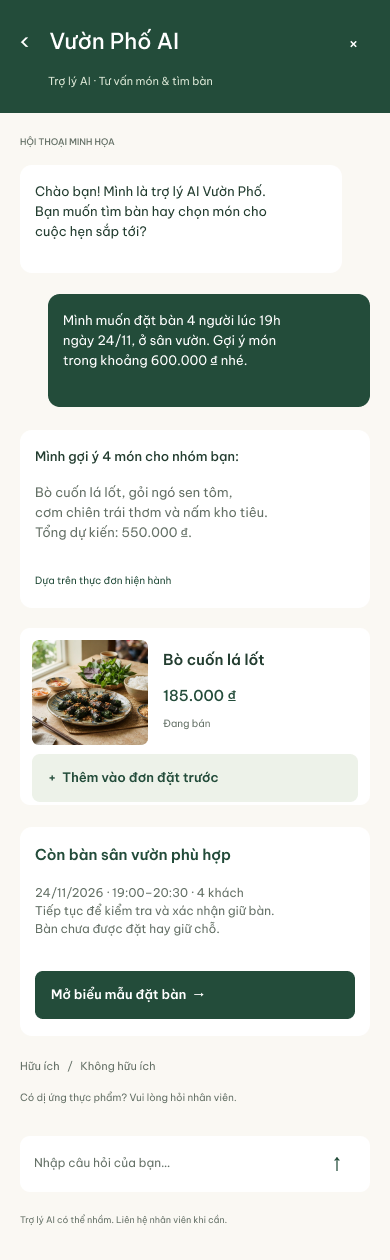 Vườn Phố AI
Trợ lý AI · Tư vấn món & tìm bàn
HỘI THOẠI MINH HỌA
Chào bạn! Mình là trợ lý AI Vườn Phố.
Bạn muốn tìm bàn hay chọn món cho
cuộc hẹn sắp tới?
Mình muốn đặt bàn 4 người lúc 19h
ngày 24/11, ở sân vườn. Gợi ý món
trong khoảng 600.000 ₫ nhé.
Mình gợi ý 4 món cho nhóm bạn:
Bò cuốn lá lốt, gỏi ngó sen tôm,
cơm chiên trái thơm và nấm kho tiêu.
Tổng dự kiến: 550.000 ₫.
Dựa trên thực đơn hiện hành
Bò cuốn lá lốt
185.000 ₫
Đang bán
+ Thêm vào đơn đặt trước
Còn bàn sân vườn phù hợp
24/11/2026 · 19:00–20:30 · 4 khách
Tiếp tục để kiểm tra và xác nhận giữ bàn.
Bàn chưa được đặt hay giữ chỗ.
Mở biểu mẫu đặt bàn →
Hữu ích / Không hữu ích
Có dị ứng thực phẩm? Vui lòng hỏi nhân viên.
Nhập câu hỏi của bạn...
Trợ lý AI có thể nhầm. Liên hệ nhân viên khi cần.